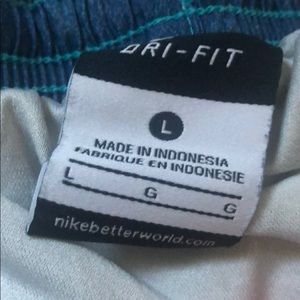 DRI-FIT
L
MADE IN INDONESIA
FABRIQUE EN INDONESIE
L G G
nikebetterworld.com